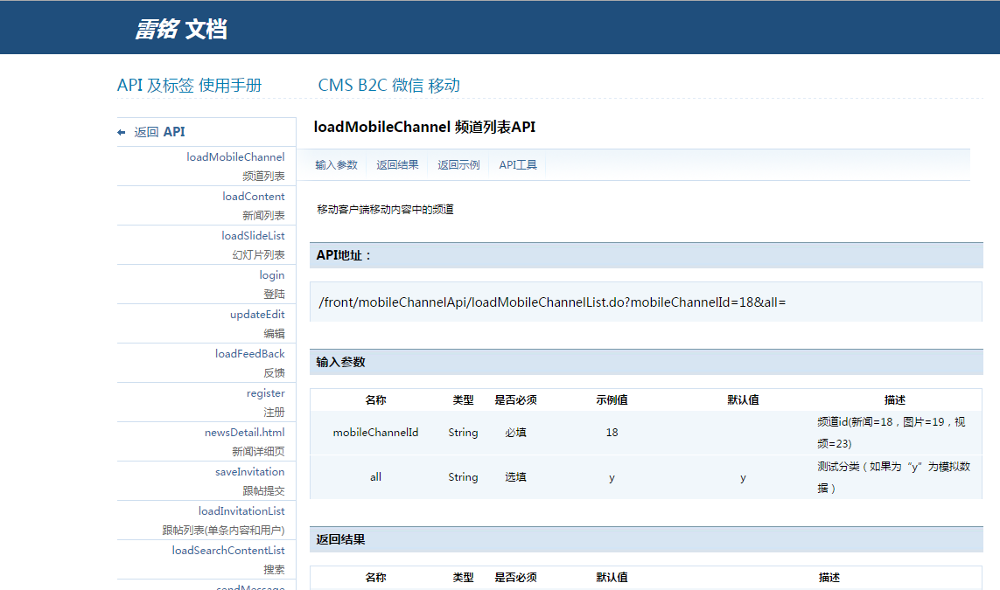 雷铭 文档
API 及标签 使用手册
CMS B2C 微信 移动
返回 API
loadMobileChannel
频道列表
loadContent
新闻列表
loadSlideList
幻灯片列表
login
登陆
updateEdit
编辑
loadFeedBack
反馈
register
注册
newsDetail.html
新闻详细页
saveInvitation
跟帖提交
loadInvitationList
跟帖列表(单条内容和用户)
loadSearchContentList
搜索
sendMessage
loadMobileChannel 频道列表API
输入参数 返回结果 返回示例 API工具
移动客户端移动内容中的频道
API地址：
/front/mobileChannelApi/loadMobileChannelList.do?mobileChannelId=18&all=
输入参数
名称 类型 是否必须 示例值 默认值 描述
mobileChannelId String 必填 18 频道id(新闻=18，图片=19，视
频=23)
all String 选填 y y 测试分类（如果为“y”为模拟数
据）
返回结果
名称 类型 是否必须 默认值 描述